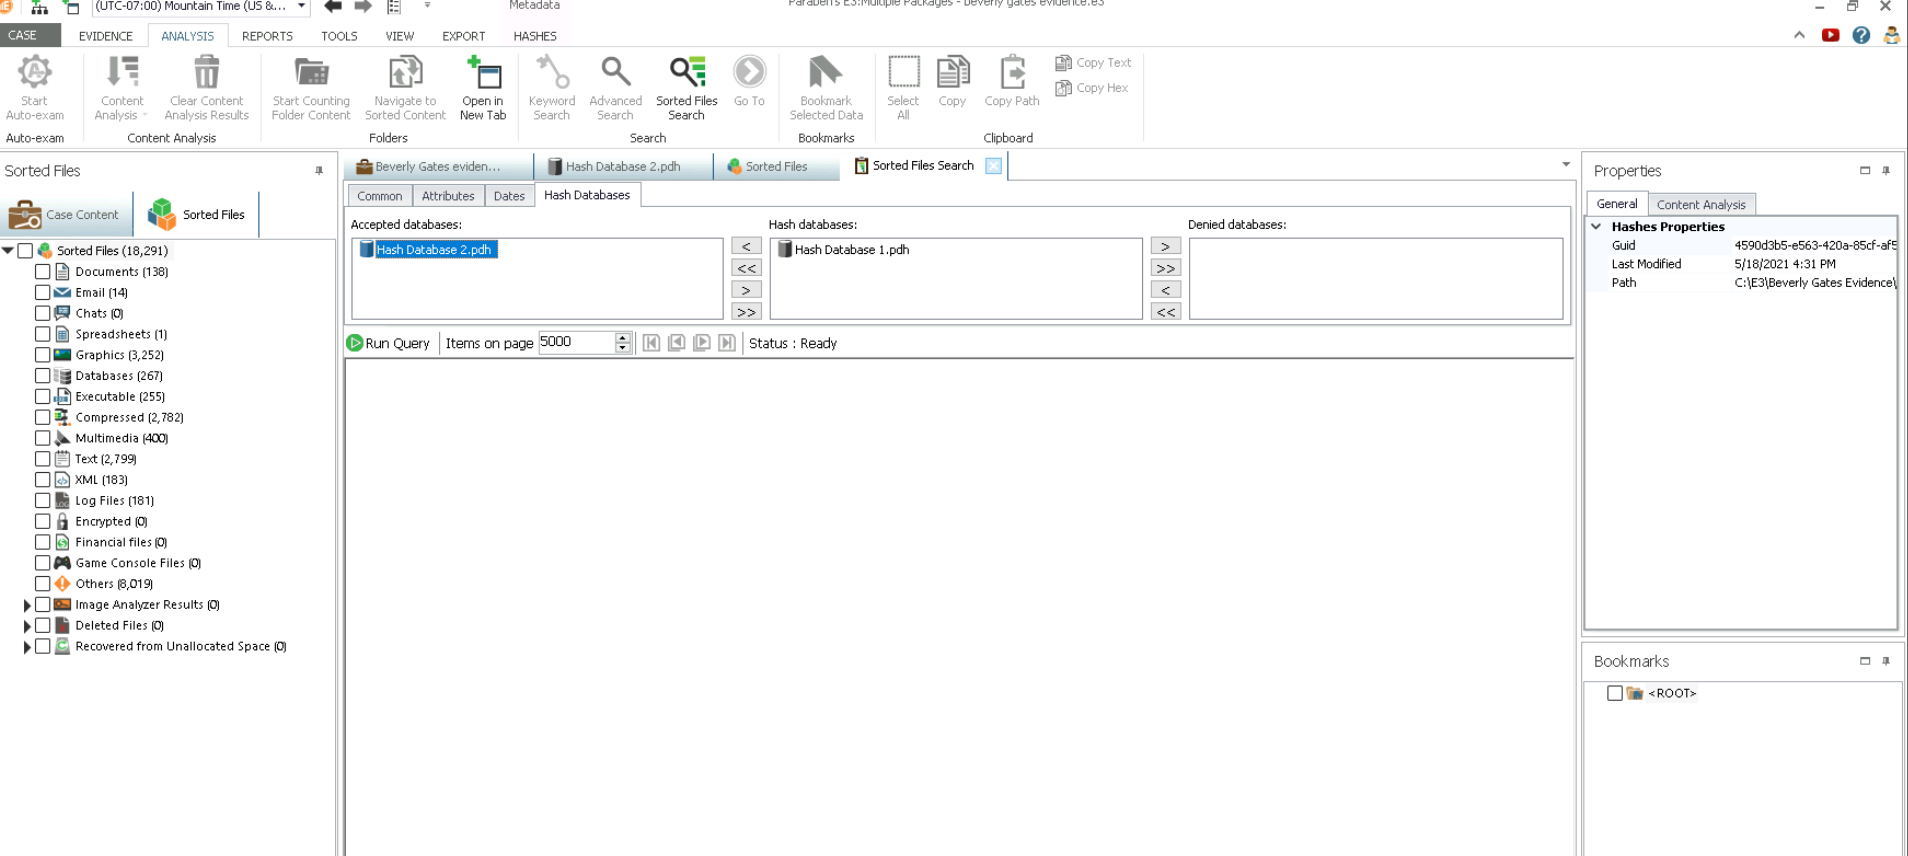 (UTC-07:00) Mountain Time (US &...
Metadata
Paraben's E3:Multiple Packages - beverly gates evidence.e3
CASE
EVIDENCE
ANALYSIS
REPORTS
TOOLS
VIEW
EXPORT
HASHES
Start Auto-exam
Content Analysis
Clear Content Analysis Results
Start Counting Folder Content
Navigate to Sorted Content
Open in New Tab
Keyword Search
Advanced Search
Sorted Files Search
Go To
Bookmark Selected Data
Select All
Copy
Copy Path
Copy Text
Copy Hex
Auto-exam
Content Analysis
Folders
Search
Bookmarks
Clipboard
Sorted Files
Case Content
Sorted Files
Sorted Files (18,291)
Documents (138)
Email (14)
Chats (0)
Spreadsheets (1)
Graphics (3,252)
Databases (267)
Executable (255)
Compressed (2,782)
Multimedia (400)
Text (2,799)
XML (183)
Log Files (181)
Encrypted (0)
Financial files (0)
Game Console Files (0)
Others (8,019)
Image Analyzer Results (0)
Deleted Files (0)
Recovered from Unallocated Space (0)
Beverly Gates eviden...
Hash Database 2.pdh
Sorted Files
Sorted Files Search
Common
Attributes
Dates
Hash Databases
Accepted databases:
Hash Database 2.pdh
<
<<
>
>>
Hash databases:
Hash Database 1.pdh
>
>>
<
<<
Denied databases:
Run Query
Items on page 5000
Status : Ready
Properties
General
Content Analysis
Hashes Properties
Guid 4590d3b5-e563-420a-85cf-af5
Last Modified 5/18/2021 4:31 PM
Path C:\E3\Beverly Gates Evidence\
Bookmarks
<ROOT>